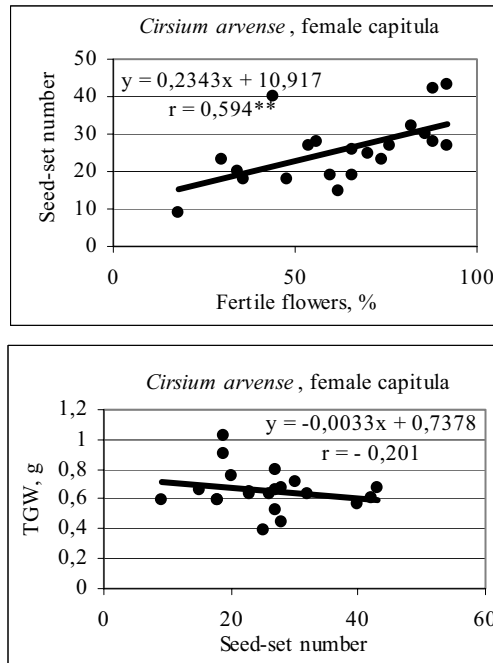 Cirsium arvense , female capitula
y = 0,2343x + 10,917
r = 0,594**
Seed-set number
50
40
30
20
10
0
0 50 100
Fertile flowers, %
Cirsium arvense , female capitula
y = -0,0033x + 0,7378
r = - 0,201
TGW, g
1,2
1
0,8
0,6
0,4
0,2
0
0 20 40 60
Seed-set number